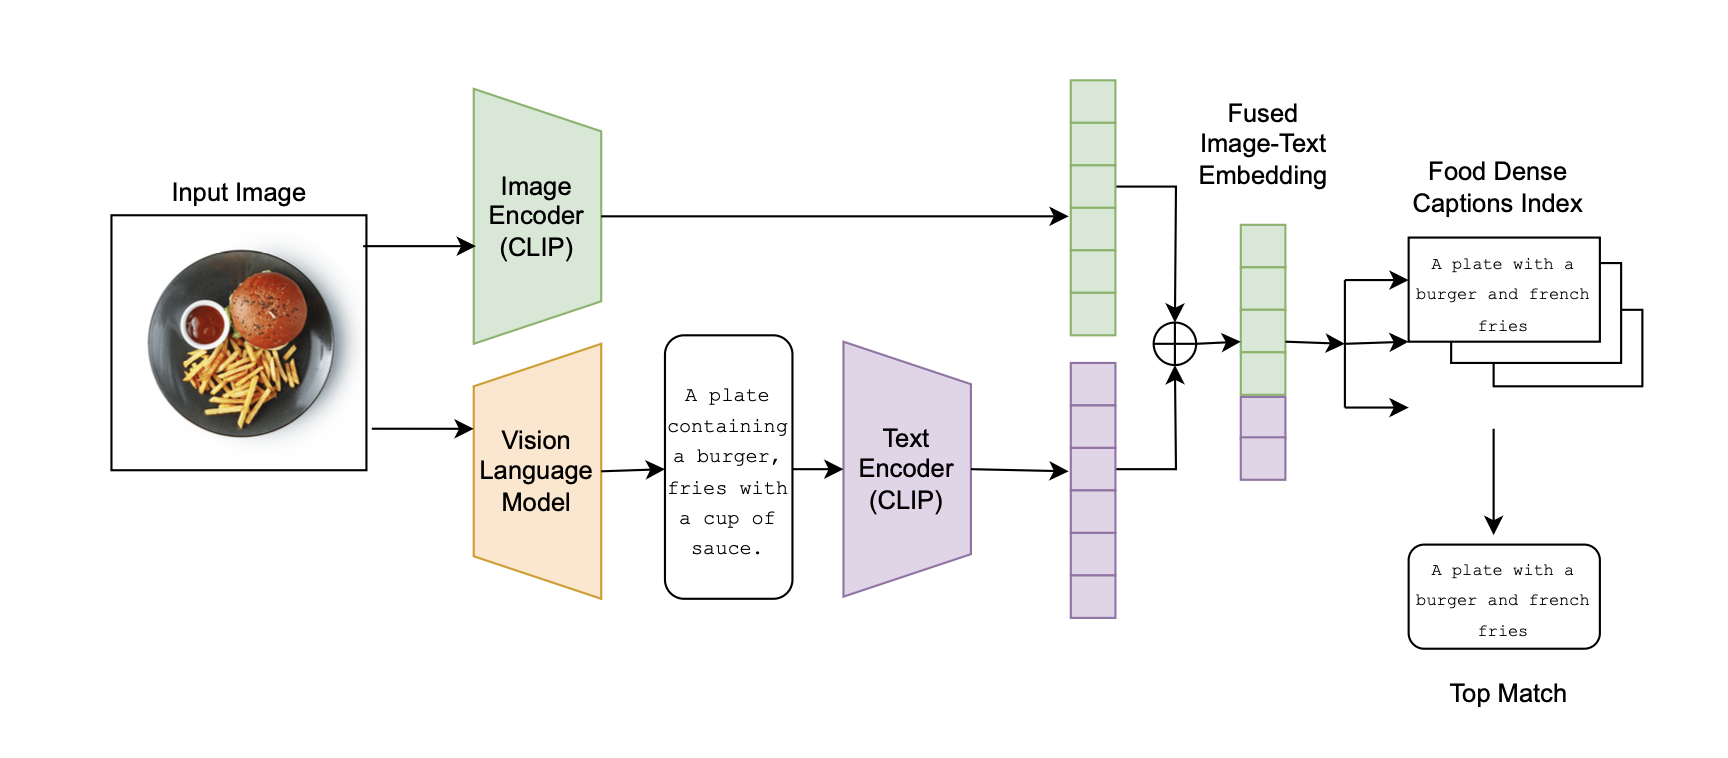 Input Image
Image
Encoder
(CLIP)
Vision
Language
Model
A plate
containing
a burger,
fries with
a cup of
sauce.
Text
Encoder
(CLIP)
Fused
Image-Text
Embedding
Food Dense
Captions Index
A plate with a
burger and french
fries
A plate with a
burger and french
fries
Top Match